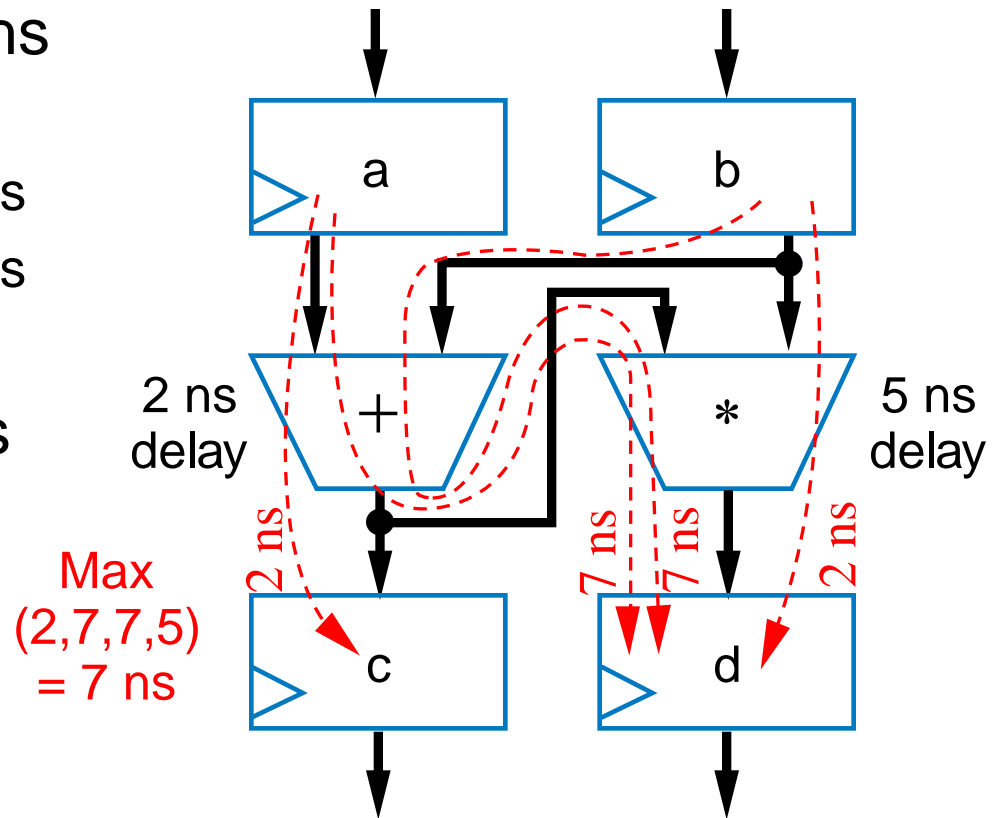 ns
a
b
s
s
2 ns
delay
+
*
5 ns
delay
s
2 ns
7 ns
7 ns
2 ns
Max
(2,7,7,5)
= 7 ns
c
d